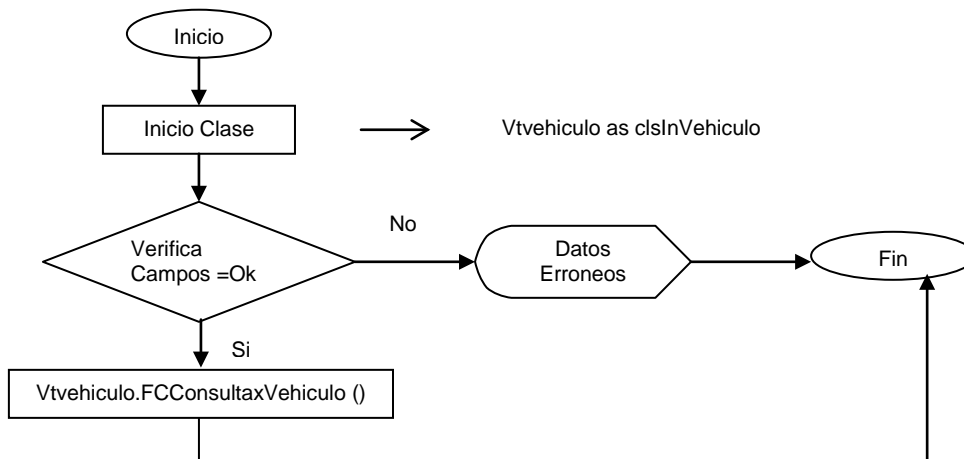 Inicio
Inicio Clase
Vtvehiculo as clsInVehiculo
No
Verifica
Campos =Ok
Datos
Erroneos
Fin
Si
Vtvehiculo.FCConsultaxVehiculo ()